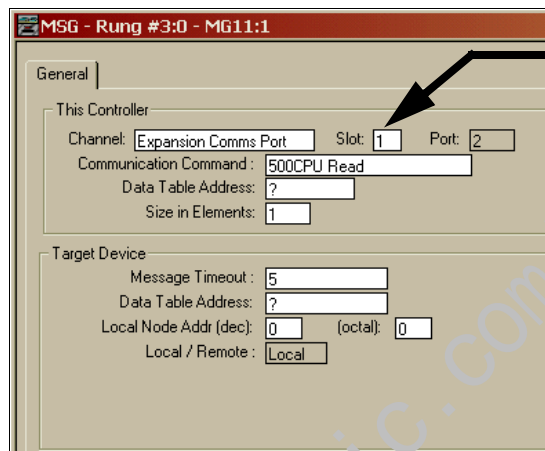 MSG - Rung #3:0 - MG11:1
General
This Controller
Channel: Expansion Comms Port Slot: 1 Port: 2
Communication Command : 500CPU Read
Data Table Address: ?
Size in Elements: 1
Target Device
Message Timeout : 5
Data Table Address: ?
Local Node Addr (dec): 0 (octal): 0
Local / Remote : Local
ic.com